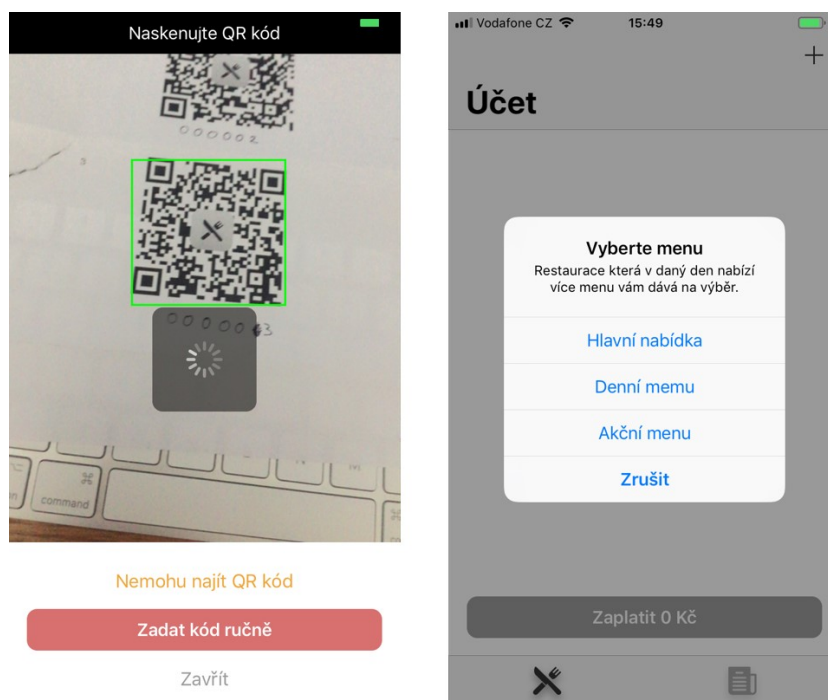 Naskenujte QR kód
000002
command
Nemohu najít QR kód
Zadat kód ručně
Zavřít
Vodafone CZ
15:49
Účet
Vyberte menu
Restaurace která v daný den nabízí
více menu vám dává na výběr.
Hlavní nabídka
Denní memu
Akční menu
Zrušit
Zaplatit 0 Kč